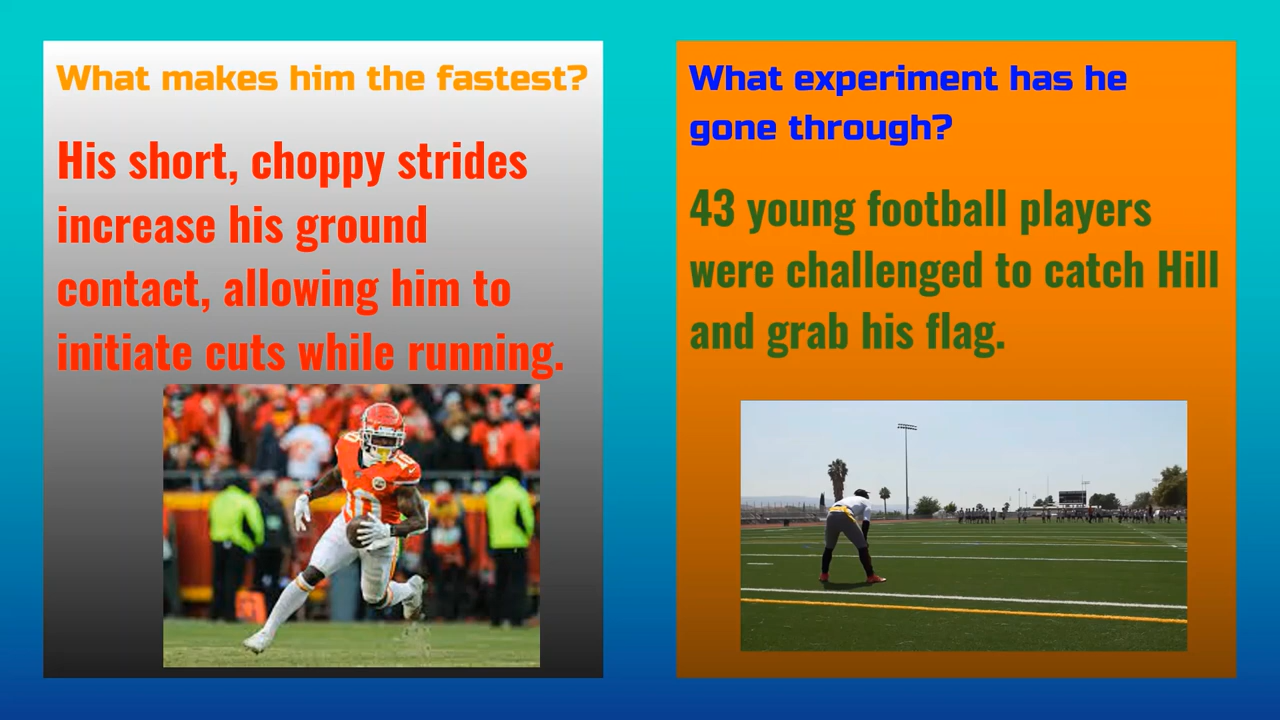 What makes him the fastest?
His short, choppy strides
increase his ground
contact, allowing him to
initiate cuts while running.
10
What experiment has he
gone through?
43 young football players
were challenged to catch Hill
and grab his flag.